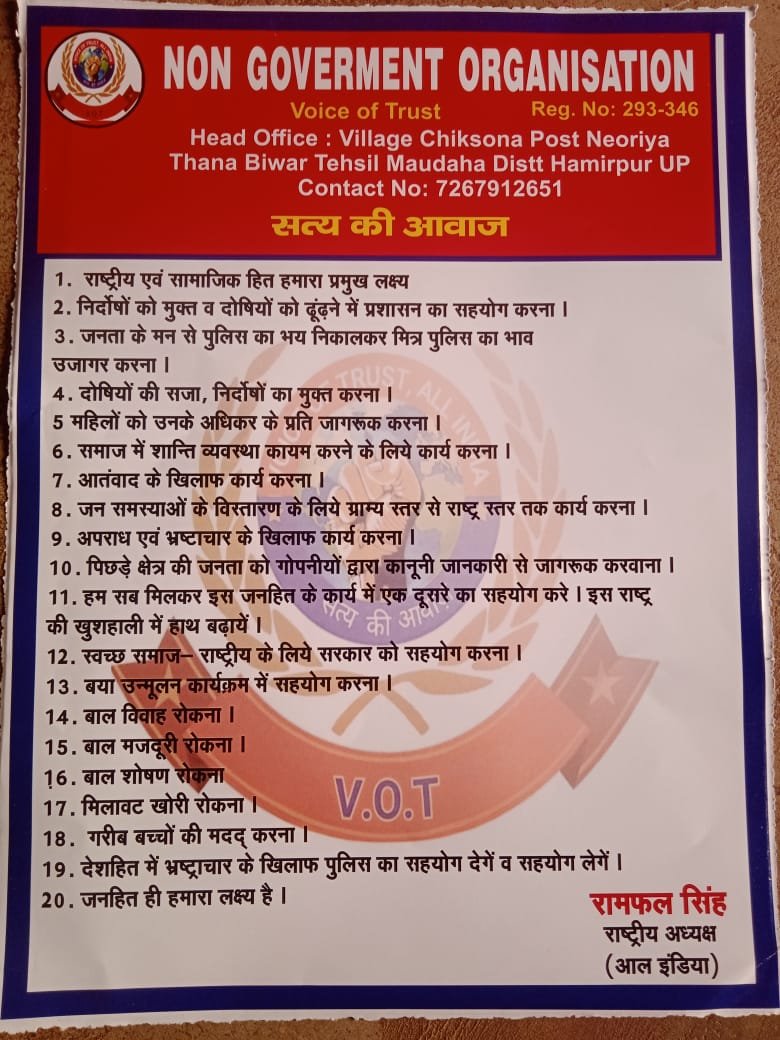 NON GOVERMENT ORGANISATION
Voice of Trust
Reg. No: 293-346
Head Office : Village Chiksona Post Neoriya
Thana Biwar Tehsil Maudaha Distt Hamirpur UP
Contact No: 7267912651
सत्य की आवाज
1. राष्ट्रीय एवं सामाजिक हित हमारा प्रमुख लक्ष्य
2. निर्दोषों को मुक्त व दोषियों को ढूंढ़ने में प्रशासन का सहयोग करना।
3. जनता के मन से पुलिस का भय निकालकर मित्र पुलिस का भाव
उजागर करना।
4. दोषियों की सजा, निर्दोषों का मुक्त करना।
5 महिलों को उनके अधिकर के प्रति जागरूक करना।
6. समाज में शान्ति व्यवस्था कायम करने के लिये कार्य करना।
7. आतंवाद के खिलाफ कार्य करना।
8. जन समस्याओं के विस्तारण के लिये ग्राम्य स्तर से राष्ट्र स्तर तक कार्य करना।
9. अपराध एवं भ्रष्टाचार के खिलाफ कार्य करना।
10. पिछड़े क्षेत्र की जनता को गोपनीयों द्वारा कानूनी जानकारी से जागरूक करवाना।
11. हम सब मिलकर इस जनहित के कार्य में एक दूसरे का सहयोग करे। इस राष्ट्र
की खुशहाली में हाथ बढ़ायें।
12. स्वच्छ समाज– राष्ट्रीय के लिये सरकार को सहयोग करना।
13. बया उन्मूलन कार्यक्रम में सहयोग करना।
14. बाल विवाह रोकना।
15. बाल मजदूरी रोकना।
16. बाल शोषण रोकना
17. मिलावट खोरी रोकना।
18. गरीब बच्चों की मदद् करना।
19. देशहित में भ्रष्ट्राचार के खिलाफ पुलिस का सहयोग देगें व सहयोग लेगें।
20. जनहित ही हमारा लक्ष्य है।
VOICE OF TRUST, ALL INDIA
सत्य की आवाज
V.O.T
रामफल सिंह
राष्ट्रीय अध्यक्ष
(आल इंडिया)